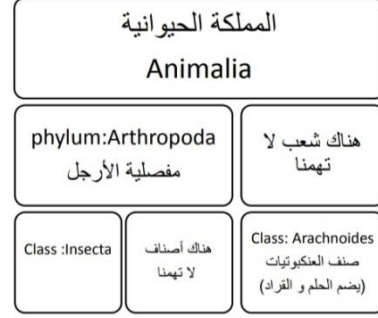 المملكة الحيوانية
Animalia
phylum:Arthropoda
مفصلية الأرجل
هناك شعب لا
تهمنا
Class :Insecta
هناك أصناف
لا تهمنا
Class: Arachnoides
صنف العنكبوتيات
(يضم الحلم و القراد)